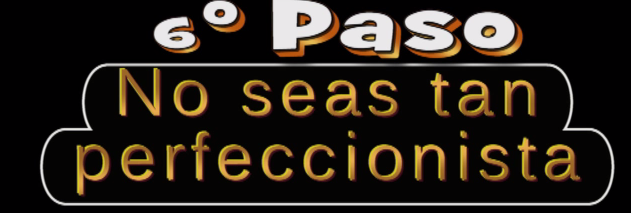 6º Paso
No seas tan
perfeccionista